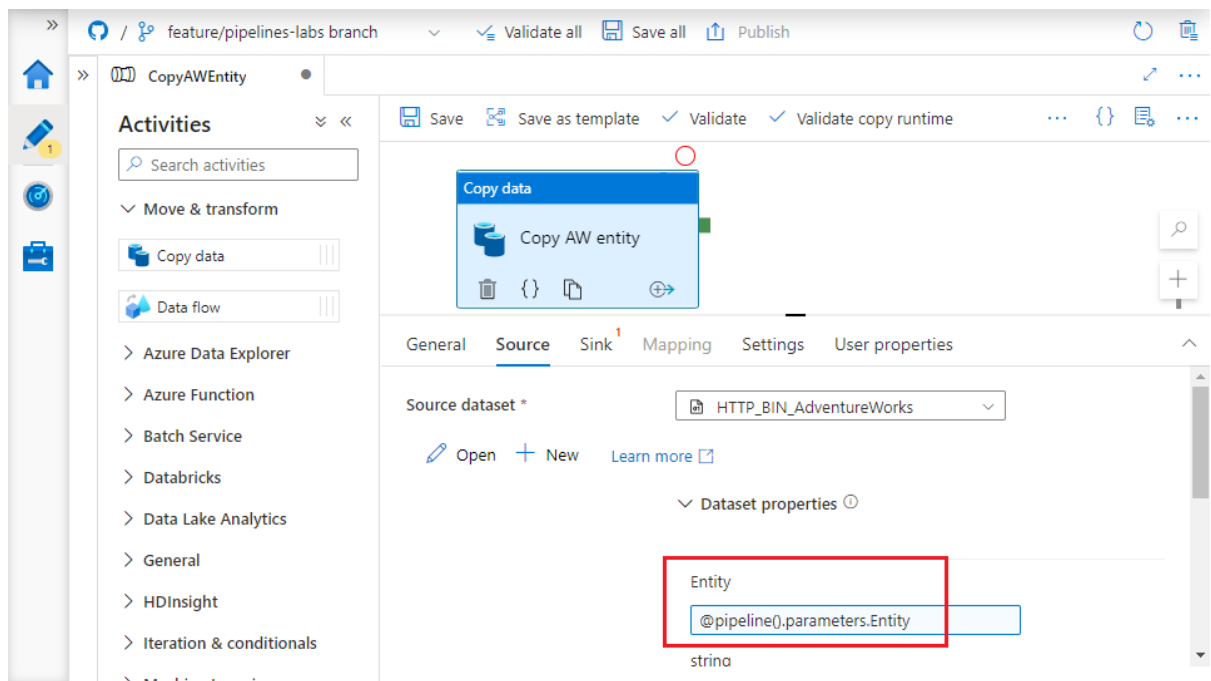 » / feature/pipelines-labs branch Validate all Save all Publish
» CopyAWEntity ● ...
Activities
Search activities
Move & transform
Copy data
Data flow
Azure Data Explorer
Azure Function
Batch Service
Databricks
Data Lake Analytics
General
HDInsight
Iteration & conditionals
1
Save Save as template Validate Validate copy runtime ... {} ...
Copy data
Copy AW entity
{}
General Source Sink 1 Mapping Settings User properties
Source dataset * HTTP_BIN_AdventureWorks
Open New Learn more
Dataset properties
Entity
@pipeline().parameters.Entity
string